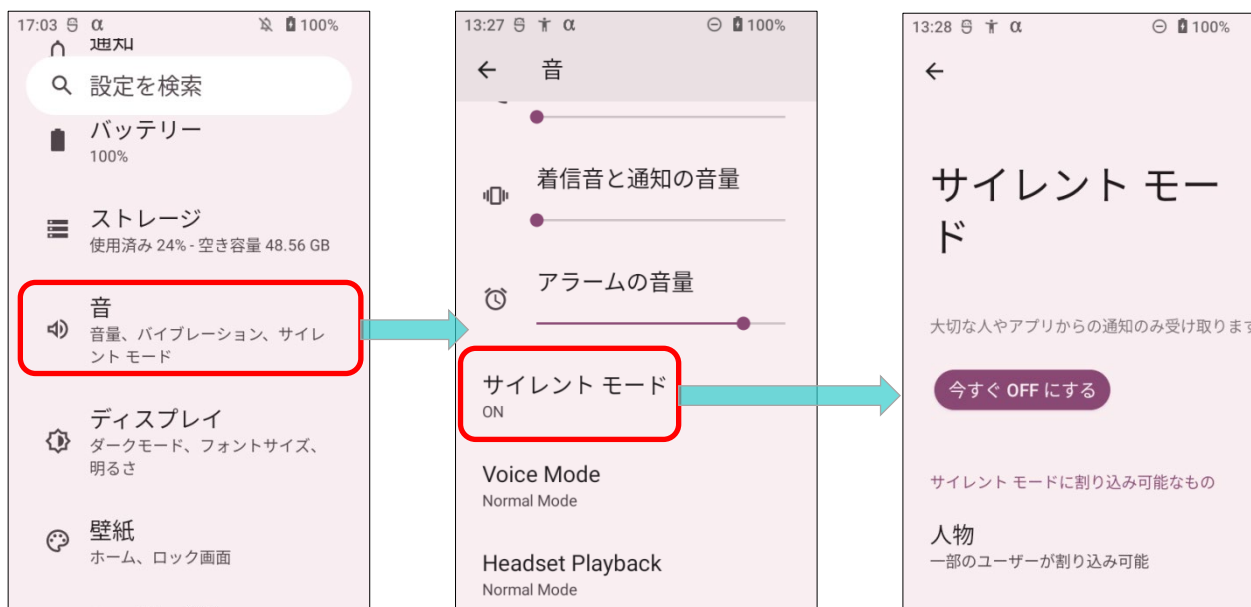 17:03 α 100%
通知
設定を検索
バッテリー
100%
ストレージ
使用済み 24% - 空き容量 48.56 GB
音
音量、バイブレーション、サイレ
ント モード
ディスプレイ
ダークモード、フォントサイズ、
明るさ
壁紙
ホーム、ロック画面
13:27 α 100%
音
着信音と通知の音量
アラームの音量
サイレント モード
ON
Voice Mode
Normal Mode
Headset Playback
Normal Mode
13:28 α 100%
サイレント モー
ド
大切な人やアプリからの通知のみ受け取ります
今すぐ OFF にする
サイレント モードに割り込み可能なもの
人物
一部のユーザーが割り込み可能